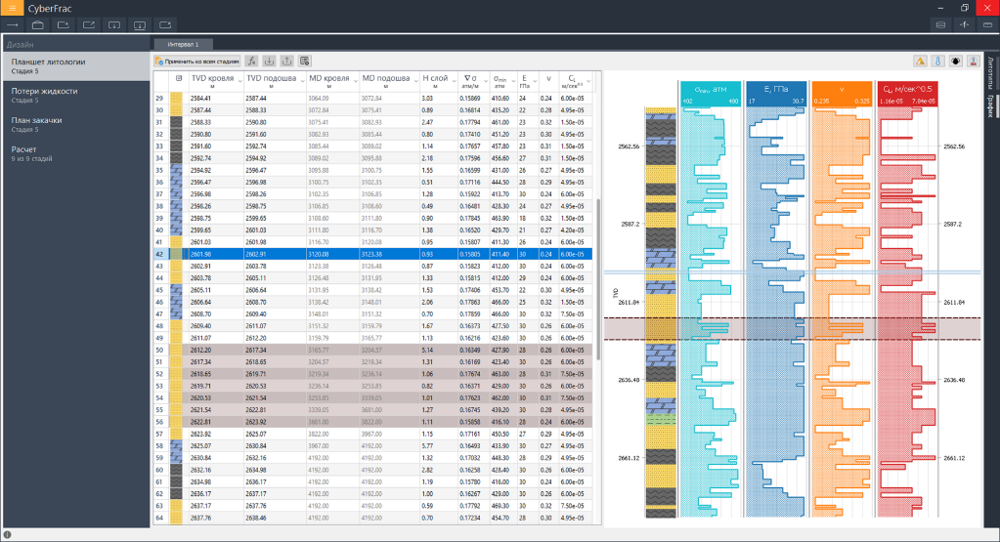 CyberFrac
Дизайн
Интервал 1
Планшет литологии
Стадия 5
Потери жидкости
Стадия 5
План закачки
Стадия 5
Расчет
9 из 9 стадий
Применить ко всем стадиям
TVD кровля м TVD подошва м MD кровля м MD подошва м H слой м ∇σ атм/м σmin атм E ГПа ν CL м/сек^0.5
29 2584.41 2587.44 3064.09 3072.84 3.03 0.15869 410.60 24 0.24 6.00e-05
30 2587.44 2588.33 3072.84 3075.41 0.89 0.16814 435.20 22 0.28 4.95e-05
31 2588.33 2590.80 3075.41 3082.93 2.47 0.17794 461.00 23 0.32 1.50e-05
32 2590.80 2591.60 3082.93 3085.44 0.80 0.17410 451.20 23 0.30 4.95e-05
33 2591.60 2592.74 3085.44 3089.02 1.14 0.17657 457.80 23 0.31 1.50e-05
34 2592.74 2594.92 3089.02 3095.88 2.18 0.17596 456.60 27 0.31 1.50e-05
35 2594.92 2596.47 3095.88 3100.75 1.55 0.16599 431.00 26 0.27 4.95e-05
36 2596.47 2596.98 3100.75 3102.35 0.51 0.17116 444.50 28 0.29 4.95e-05
37 2596.98 2598.26 3102.35 3106.85 1.28 0.15922 413.70 30 0.24 6.00e-05
38 2598.26 2598.75 3106.85 3108.60 0.49 0.16481 428.30 24 0.27 4.95e-05
39 2598.75 2599.65 3108.60 3111.80 0.90 0.17845 463.90 18 0.32 1.50e-05
40 2599.65 2601.03 3111.80 3116.70 1.38 0.16520 429.70 21 0.27 4.20e-05
41 2601.03 2601.98 3116.70 3120.08 0.95 0.15807 411.30 26 0.24 6.00e-05
42 2601.98 2602.91 3120.08 3123.38 0.93 0.15805 411.40 30 0.24 6.00e-05
43 2602.91 2603.78 3123.38 3126.48 0.87 0.15823 412.00 30 0.24 6.00e-05
44 2603.78 2605.11 3126.48 3131.95 1.33 0.15815 412.00 29 0.24 6.00e-05
45 2605.11 2606.64 3131.95 3138.42 1.53 0.17406 453.70 22 0.30 4.95e-05
46 2606.64 2608.70 3138.42 3148.01 2.06 0.17863 466.00 25 0.32 1.50e-05
47 2608.70 2609.40 3148.01 3151.32 0.70 0.17859 466.00 30 0.32 7.50e-05
48 2609.40 2611.07 3151.32 3159.79 1.67 0.16373 427.50 30 0.26 6.00e-05
49 2611.07 2612.20 3159.79 3165.77 1.13 0.16216 423.60 30 0.26 6.00e-05
50 2612.20 2617.34 3165.77 3204.57 5.14 0.16349 427.90 28 0.26 6.00e-05
51 2617.34 2618.65 3204.57 3219.34 1.31 0.16169 423.40 30 0.26 6.00e-05
52 2618.65 2619.71 3219.34 3236.14 1.06 0.17674 463.00 28 0.31 7.50e-05
53 2619.71 2620.53 3236.14 3253.85 0.82 0.16371 429.00 30 0.26 6.00e-05
54 2620.53 2621.54 3253.85 3339.05 1.01 0.17623 462.00 30 0.31 7.50e-05
55 2621.54 2622.81 3339.05 3681.00 1.27 0.16745 439.20 30 0.28 6.00e-05
56 2622.81 2623.92 3681.00 3822.00 1.11 0.15858 416.10 28 0.24 6.00e-05
57 2623.92 2625.07 3822.00 3967.00 1.15 0.17161 450.50 27 0.29 4.95e-05
58 2625.07 2630.84 3967.00 4192.00 5.77 0.16493 433.90 30 0.27 4.95e-05
59 2630.84 2632.16 4192.00 4192.00 1.32 0.17032 448.30 28 0.29 4.95e-05
60 2632.16 2634.98 4192.00 4192.00 2.82 0.16258 428.40 30 0.26 6.00e-05
61 2634.98 2636.17 4192.00 4192.00 1.19 0.15780 416.00 30 0.24 6.00e-05
62 2636.17 2637.17 4192.00 4192.00 1.00 0.16267 429.00 30 0.26 6.00e-05
63 2637.17 2637.76 4192.00 4192.00 0.59 0.17792 469.30 30 0.32 7.50e-05
64 2637.76 2638.46 4192.00 4192.00 0.70 0.17234 454.70 28 0.30 4.95e-05
σmin, атм
402 480
E, ГПа
17 30.7
ν
0.235 0.325
CL, м/сек^0.5
1.16e-05 7.84e-05
2562.56 2562.56
2587.2 2587.2
TVD
2611.84 2611.84
2636.48 2636.48
2661.12 2661.12
Литотипы
График